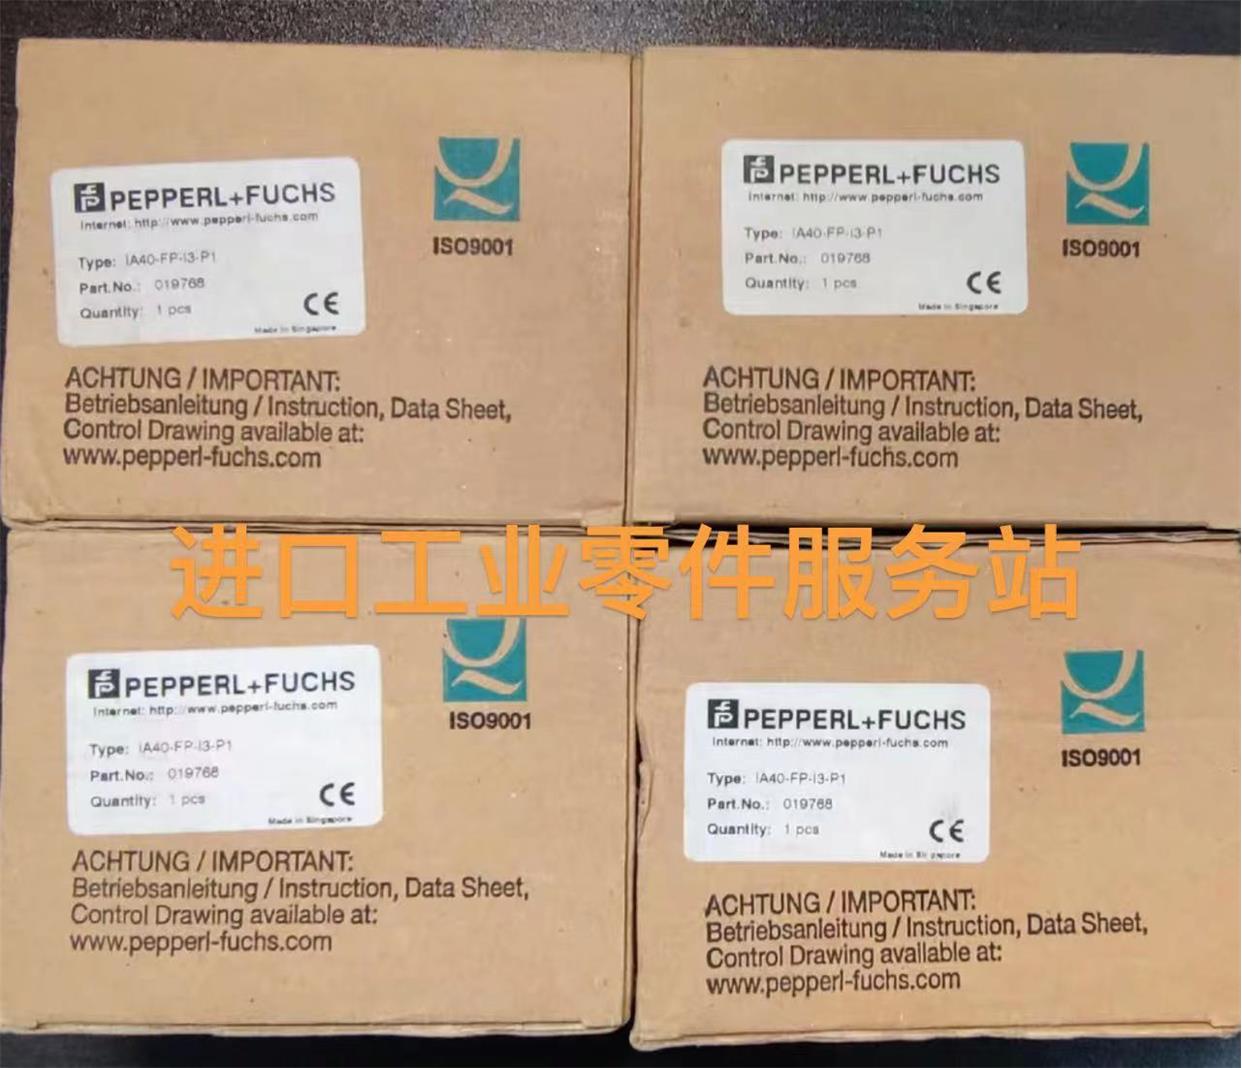 PEPPERL+FUCHS
Internet: http://www.pepperl-fuchs.com
Type: IA40-FP-I3-P1
Part.No.: 019768
Quantity: 1 pcs
CE
Made in Singapore
ISO9001
ACHTUNG / IMPORTANT:
Betriebsanleitung / Instruction, Data Sheet,
Control Drawing available at:
www.pepperl-fuchs.com
PEPPERL+FUCHS
Internet: http://www.pepperl-fuchs.com
Type: IA40-FP-I3-P1
Part.No.: 019768
Quantity: 1 pcs
CE
Made in Singapore
ISO9001
ACHTUNG / IMPORTANT:
Betriebsanleitung / Instruction, Data Sheet,
Control Drawing available at:
www.pepperl-fuchs.com
进口工业零件服务站
PEPPERL+FUCHS
Internet: http://www.pepperl-fuchs.com
Type: IA40-FP-I3-P1
Part.No.: 019768
Quantity: 1 pcs
CE
Made in Singapore
ISO9001
ACHTUNG / IMPORTANT:
Betriebsanleitung / Instruction, Data Sheet,
Control Drawing available at:
www.pepperl-fuchs.com
PEPPERL+FUCHS
Internet: http://www.pepperl-fuchs.com
Type: IA40-FP-I3-P1
Part.No.: 019768
Quantity: 1 pcs
CE
Made in Singapore
ISO9001
ACHTUNG / IMPORTANT:
Betriebsanleitung / Instruction, Data Sheet,
Control Drawing available at:
www.pepperl-fuchs.com